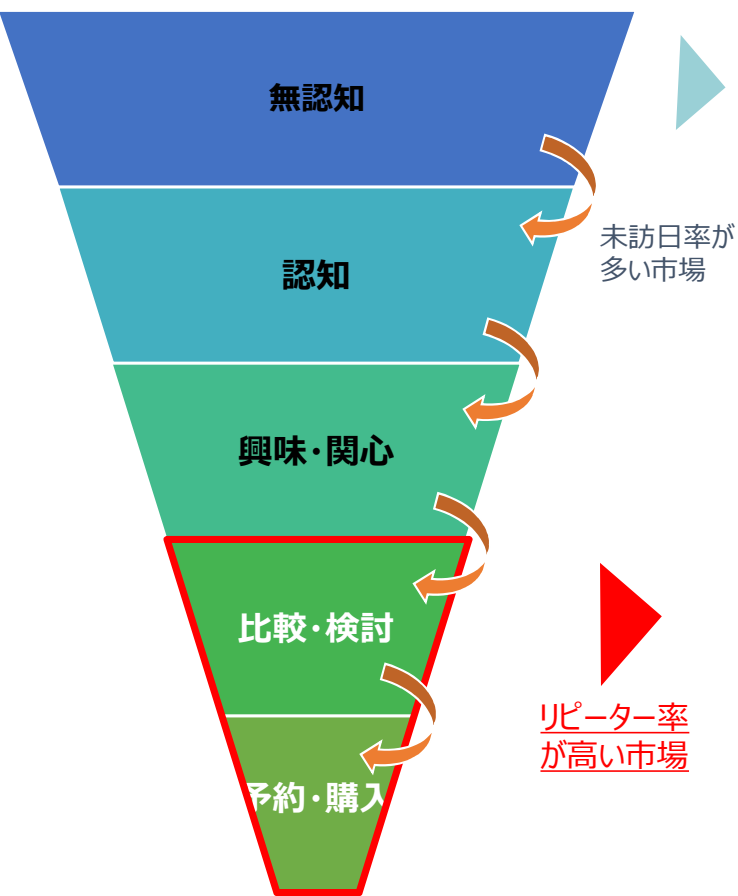 無認知
未訪日率が
多い市場
認知
興味・関心
比較・検討
リピーター率
が高い市場
予約・購入